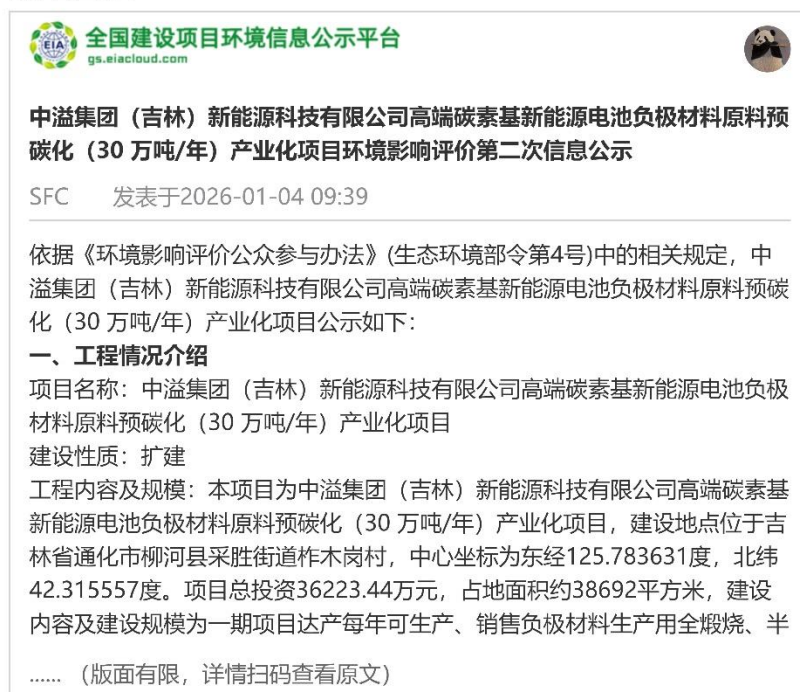 EIA
全国建设项目环境信息公示平台
gs.eiacloud.com
中溢集团（吉林）新能源科技有限公司高端碳素基新能源电池负极材料原料预
碳化（30 万吨/年）产业化项目环境影响评价第二次信息公示
SFC 发表于2026-01-04 09:39
依据《环境影响评价公众参与办法》(生态环境部令第4号)中的相关规定，中
溢集团（吉林）新能源科技有限公司高端碳素基新能源电池负极材料原料预碳
化（30 万吨/年）产业化项目公示如下：
一、工程情况介绍
项目名称：中溢集团（吉林）新能源科技有限公司高端碳素基新能源电池负极
材料原料预碳化（30 万吨/年）产业化项目
建设性质：扩建
工程内容及规模：本项目为中溢集团（吉林）新能源科技有限公司高端碳素基
新能源电池负极材料原料预碳化（30 万吨/年）产业化项目，建设地点位于吉
林省通化市柳河县采胜街道柞木岗村，中心坐标为东经125.783631度，北纬
42.315557度。项目总投资36223.44万元，占地面积约38692平方米，建设
内容及建设规模为一期项目达产每年可生产、销售负极材料生产用全煅烧、半
...... （版面有限，详情扫码查看原文）